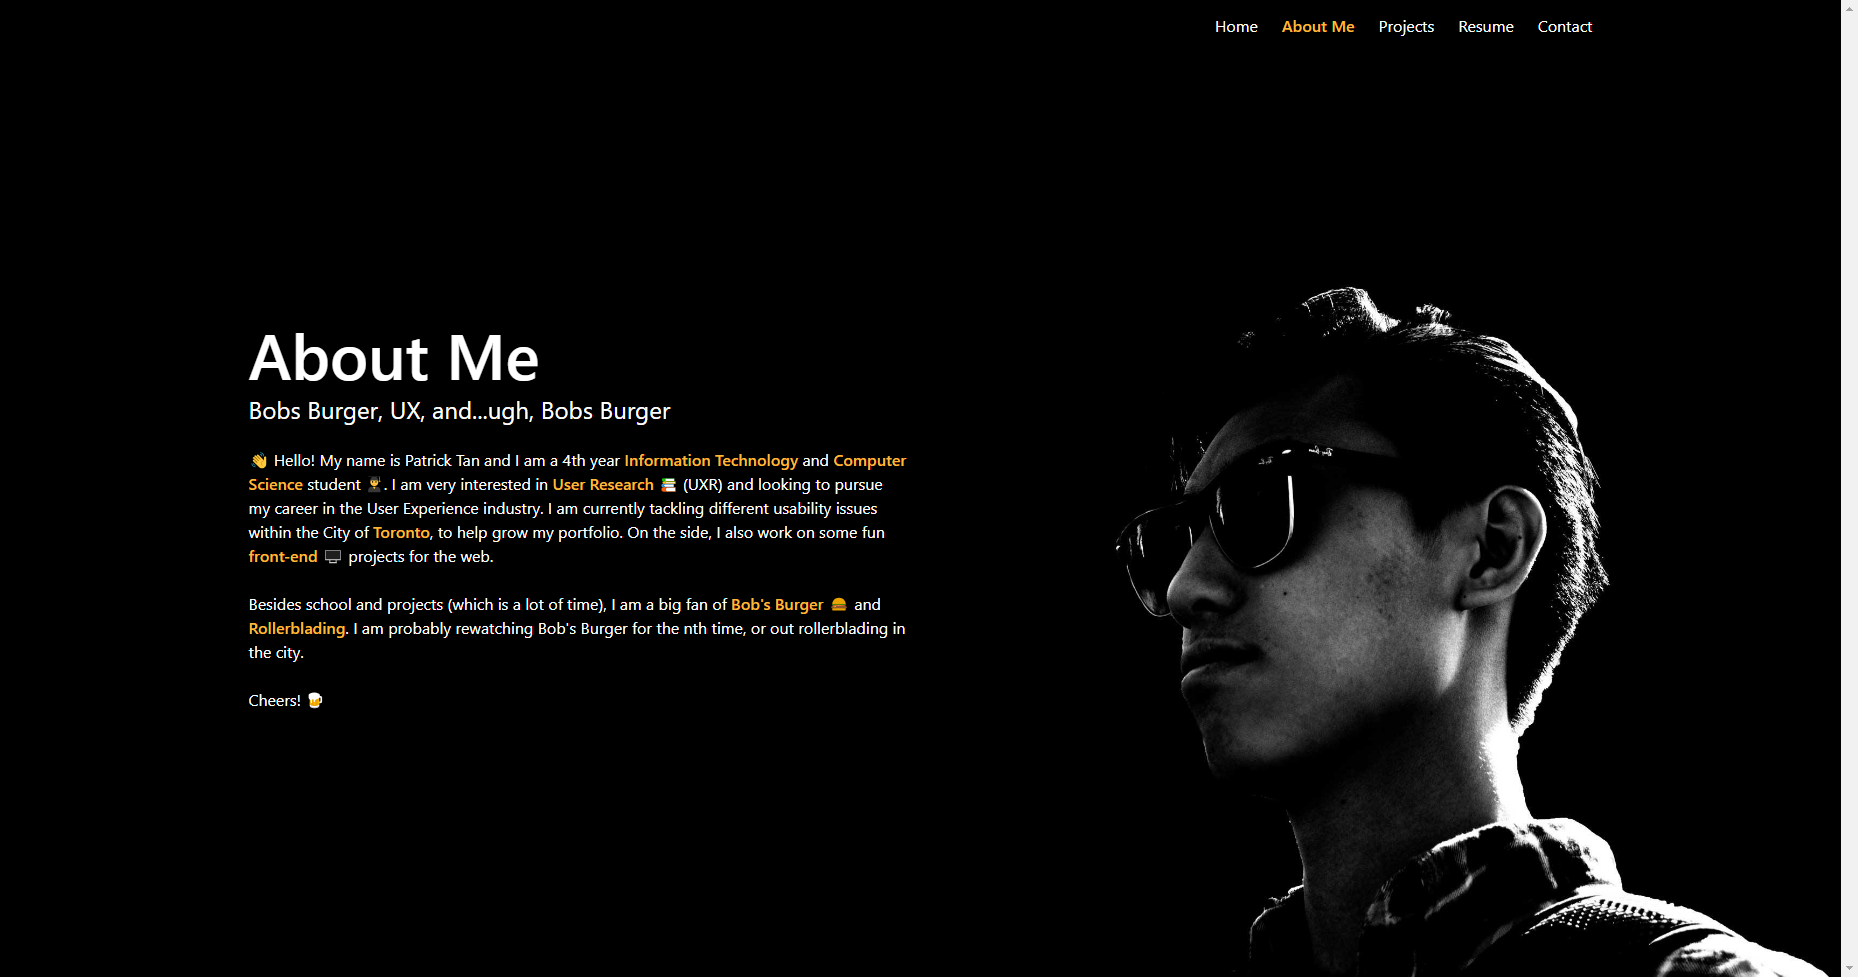 Home About Me Projects Resume Contact
About Me
Bobs Burger, UX, and...ugh, Bobs Burger
👋 Hello! My name is Patrick Tan and I am a 4th year Information Technology and Computer
Science student 👨‍🎓. I am very interested in User Research 📚 (UXR) and looking to pursue
my career in the User Experience industry. I am currently tackling different usability issues
within the City of Toronto, to help grow my portfolio. On the side, I also work on some fun
front-end 🖥️ projects for the web.
Besides school and projects (which is a lot of time), I am a big fan of Bob's Burger 🍔 and
Rollerblading. I am probably rewatching Bob's Burger for the nth time, or out rollerblading in
the city.
Cheers! 🍺